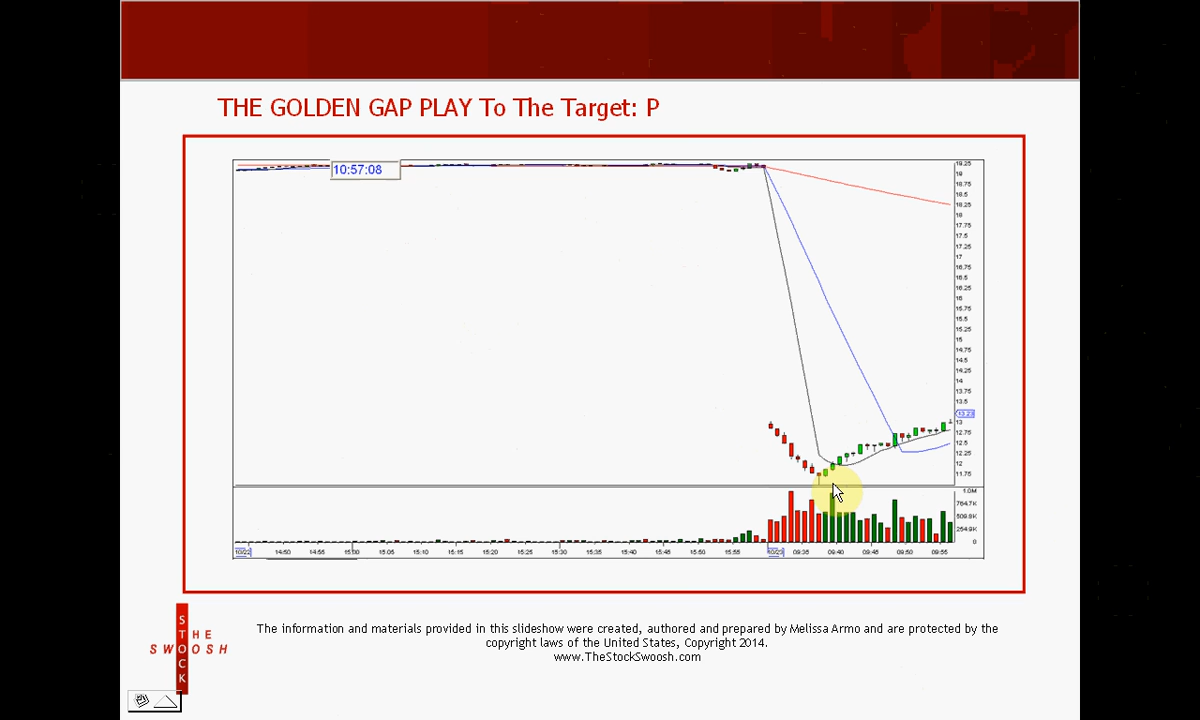 THE GOLDEN GAP PLAY To The Target: P
10:57:08
19.25
19
18.75
18.5
18.25
18
17.75
17.5
17.25
17
16.75
16.5
16.25
16
15.75
15.5
15.25
15
14.75
14.5
14.25
14
13.75
13.5
13
12.75
12.5
12.25
12
11.75
1.0M
764.7K
509.8K
254.9K
0
10/22 14:50 14:55 15:00 15:05 15:10 15:15 15:20 15:25 15:30 15:35 15:40 15:45 15:50 15:55 10/23 09:35 09:40 09:45 09:50 09:55
THE
STOCK
SWOOSH
The information and materials provided in this slideshow were created, authored and prepared by Melissa Armo and are protected by the
copyright laws of the United States, Copyright 2014.
www.TheStockSwoosh.com